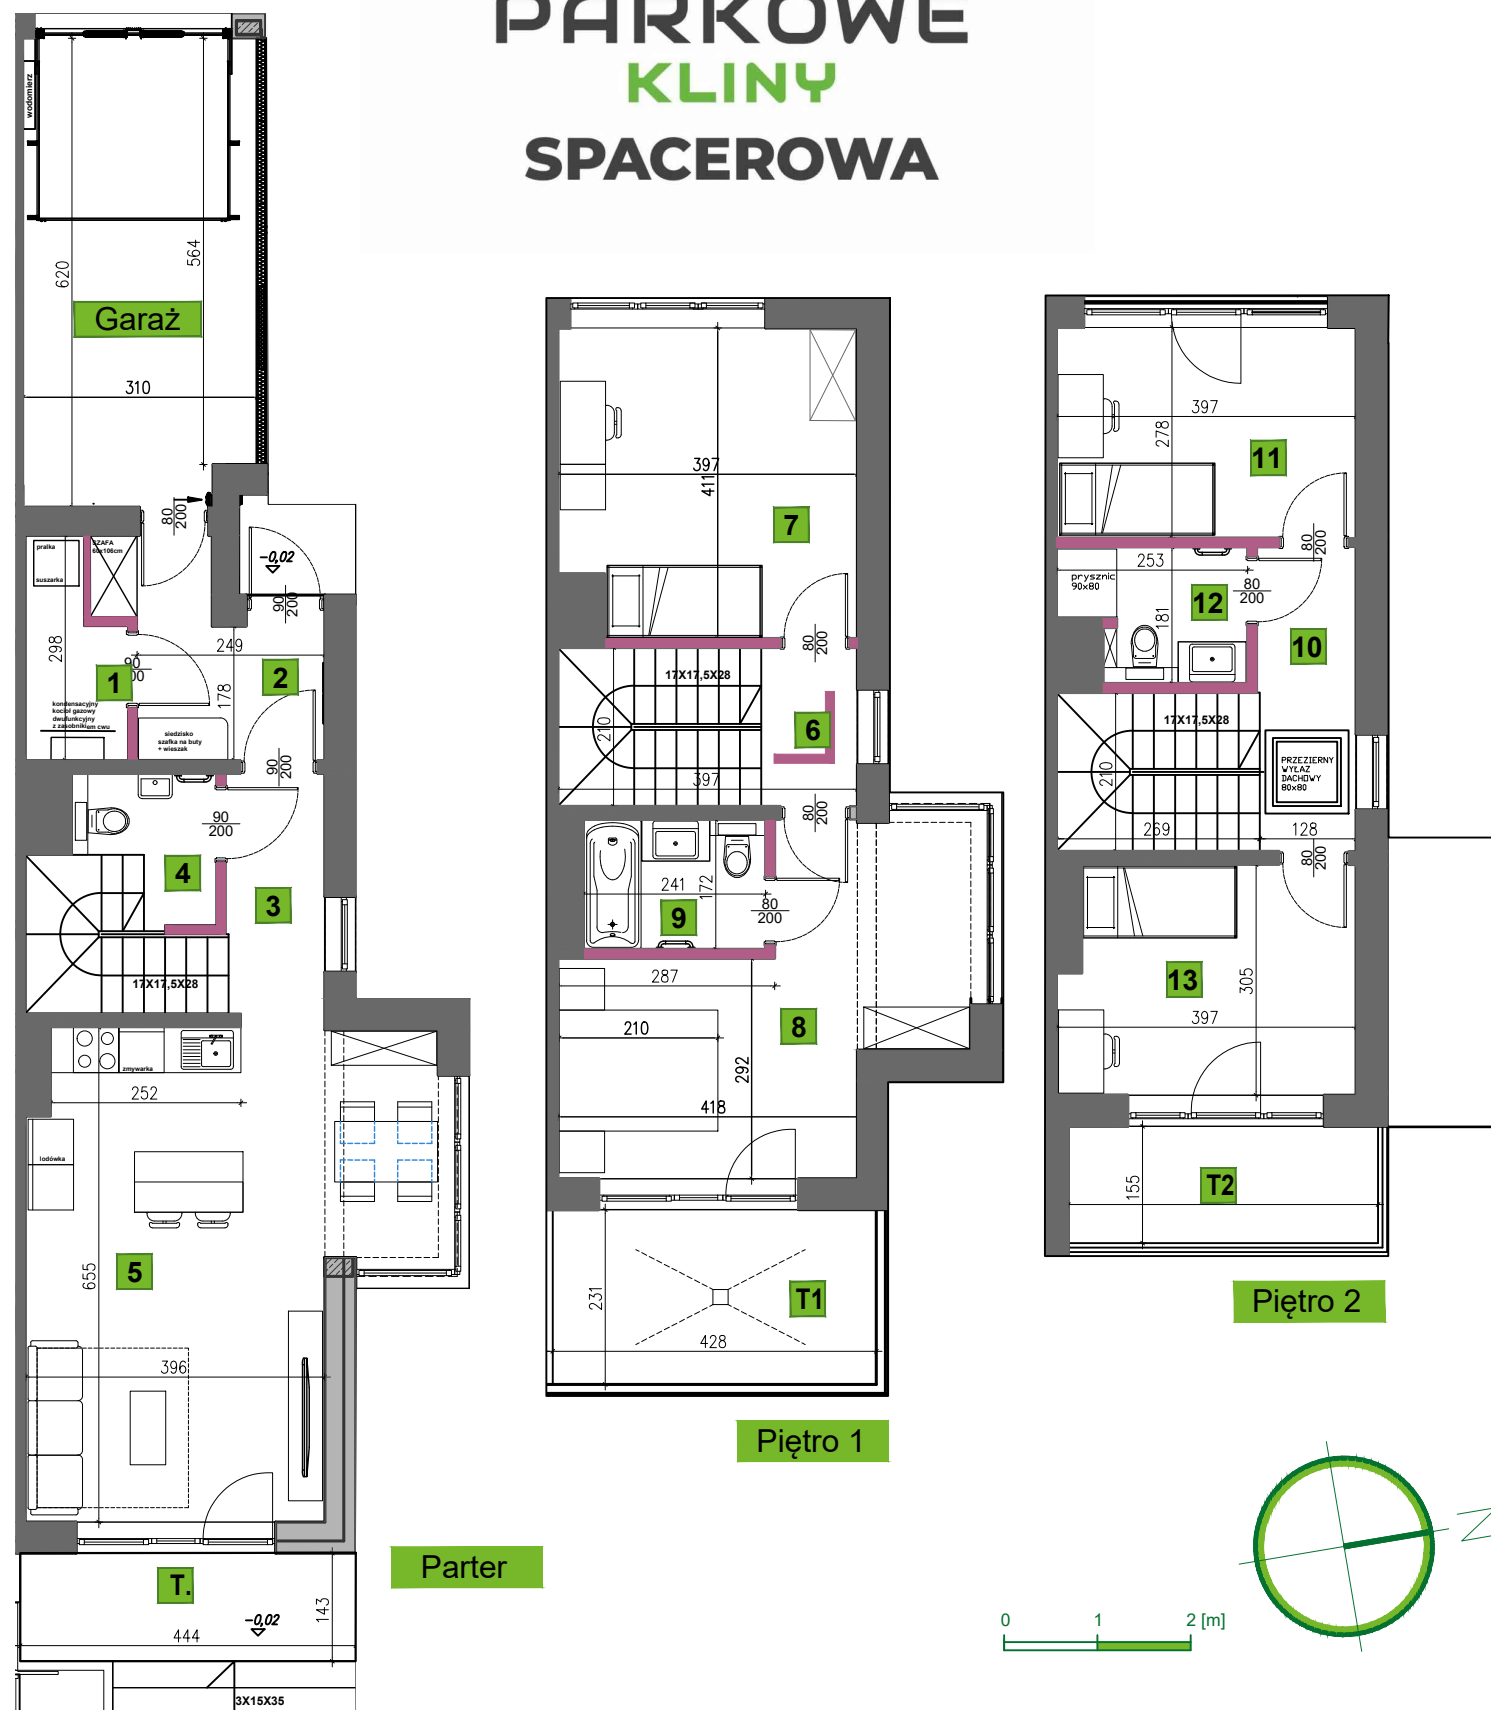 PARKOWE
KLINY
SPACEROWA
wodomierz
620
564
Garaż
310
80
200
pralka
suszarka
SZAFA
60x106cm
-0,02
90
200
298
249
90
1
2
178
kondensacyjny
kocioł gazowy
dwufunkcyjny
z zasobnikiem cwu
siedzisko
szafka na buty
+ wieszak
90
200
90
200
4
3
17X17,5X28
zmywarka
252
lodówka
5
655
396
T.
-0,02
143
444
3X15X35
Parter
397
411
7
80
200
17X17,5X28
210
6
397
80
200
241
172
9
80
200
287
210
8
292
418
231
T1
428
Piętro 1
397
278
11
80
200
253
prysznic
90x80
12
80
200
181
10
17X17,5X28
210
PRZEZIERNY
WYŁAZ
DACHOWY
80x80
269
128
80
200
13
305
397
155
T2
Piętro 2
N
0 1 2 [m]